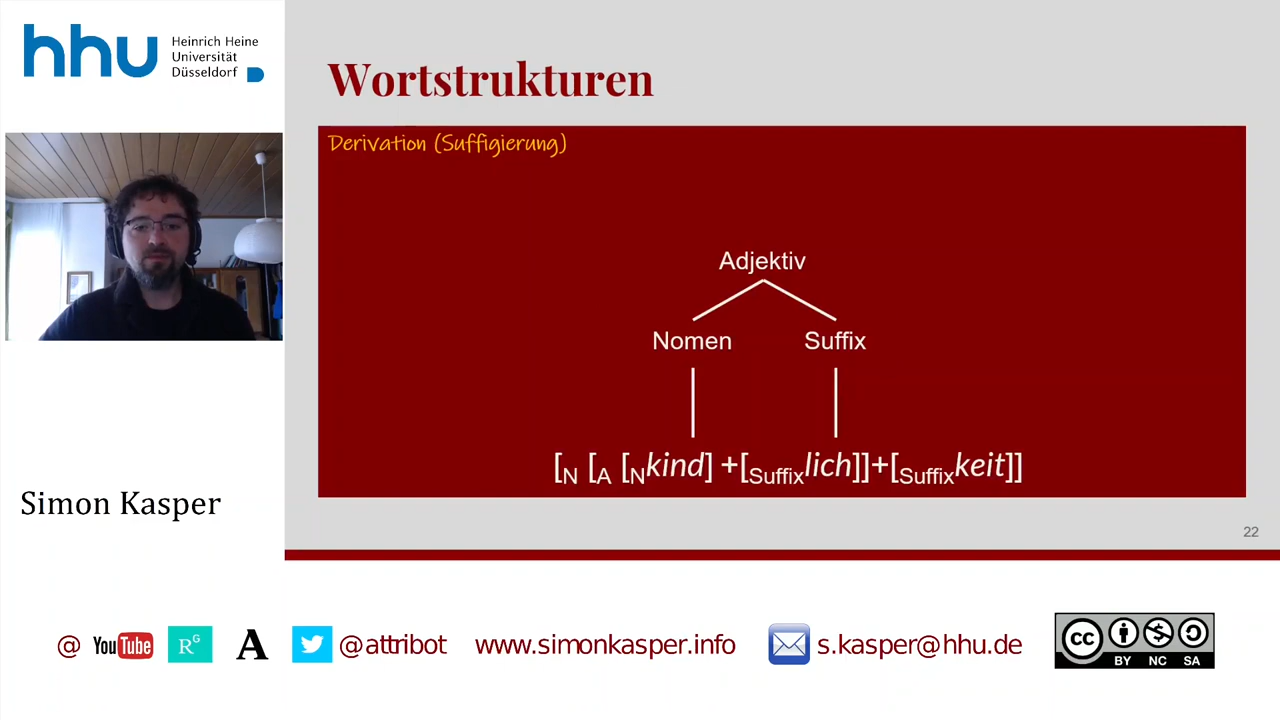 hhu
Heinrich Heine
Universität
Düsseldorf
Wortstrukturen
Derivation (Suffigierung)
Adjektiv
Nomen Suffix
[N [A [Nkind] +[Suffixlich]]+[Suffixkeit]]
Simon Kasper
22
@ YouTube RG A @attribot www.simonkasper.info s.kasper@hhu.de
cc
BY NC SA